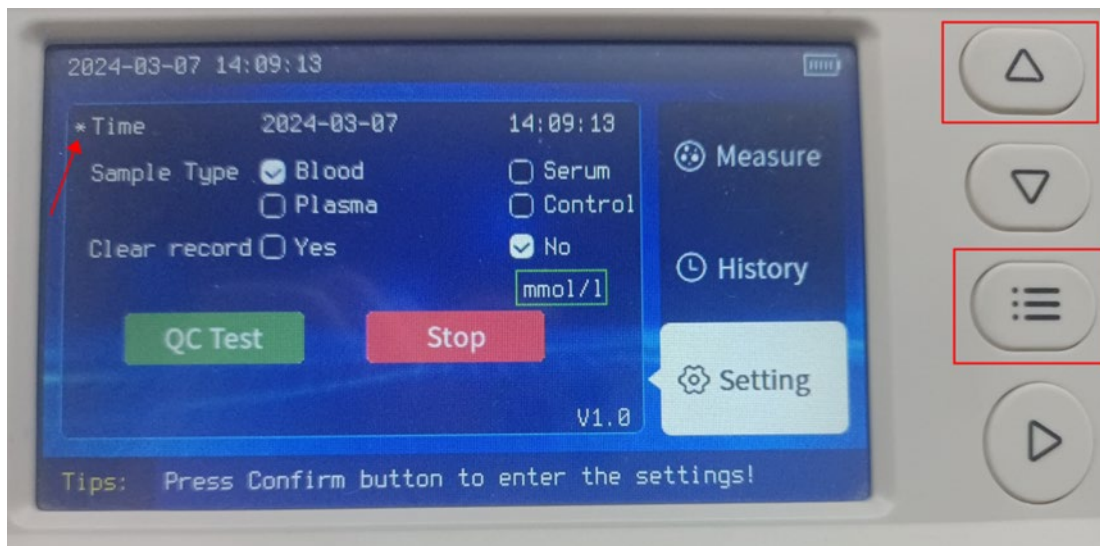 2024-03-07 14:09:13
*Time 2024-03-07 14:09:13
Sample Type Blood Serum
Plasma Control
Clear record Yes No
mmol/l
QC Test Stop
V1.0
Measure
History
Setting
Tips: Press Confirm button to enter the settings!